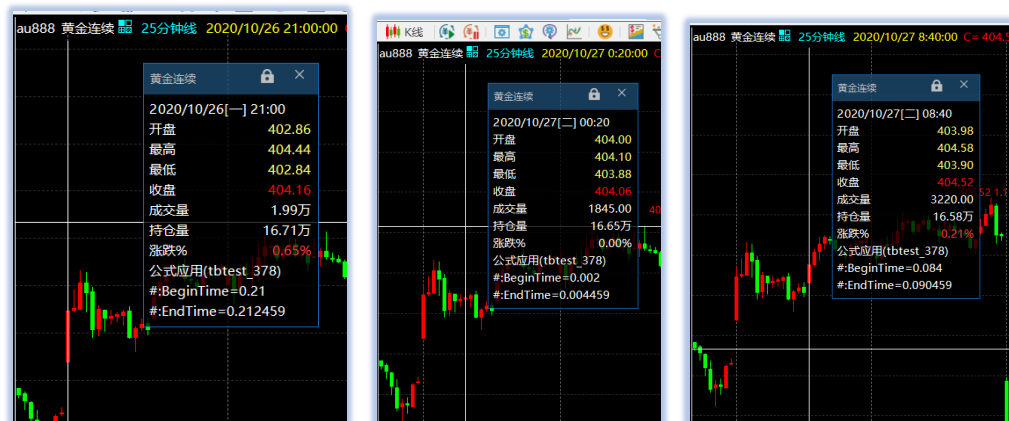 au888 黄金连续 25分钟线 2020/10/26 21:00:00
黄金连续
2020/10/26[一] 21:00
开盘 402.86
最高 404.44
最低 402.84
收盘 404.16
成交量 1.99万
持仓量 16.71万
涨跌% 0.65%
公式应用(tbtest_378)
#:BeginTime=0.21
#:EndTime=0.212459
K线
au888 黄金连续 25分钟线 2020/10/27 0:20:00 C
黄金连续
2020/10/27[二] 00:20
开盘 404.00
最高 404.10
最低 403.88
收盘 404.06
成交量 1845.00
持仓量 16.65万
涨跌% 0.00%
公式应用(tbtest_378)
#:BeginTime=0.002
#:EndTime=0.004459
au888 黄金连续 25分钟线 2020/10/27 8:40:00 C= 404.5
黄金连续
2020/10/27[二] 08:40
开盘 403.98
最高 404.58
最低 403.90
收盘 404.52
成交量 3220.00
持仓量 16.58万
涨跌% 0.21%
公式应用(tbtest_378)
#:BeginTime=0.084
#:EndTime=0.090459